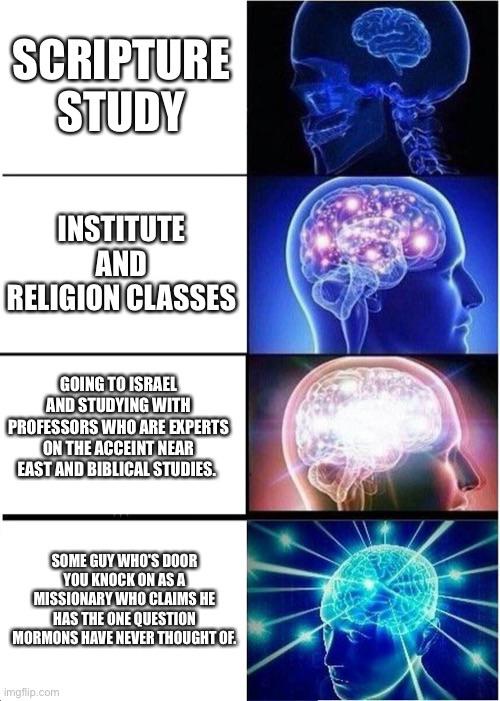 SCRIPTURE
STUDY
INSTITUTE
AND
RELIGION CLASSES
GOING TO ISRAEL
AND STUDYING WITH
PROFESSORS WHO ARE EXPERTS
ON THE ACCEINT NEAR
EAST AND BIBLICAL STUDIES.
SOME GUY WHO'S DOOR
YOU KNOCK ON AS A
MISSIONARY WHO CLAIMS HE
HAS THE ONE QUESTION
MORMONS HAVE NEVER THOUGHT OF.
imgflip.com